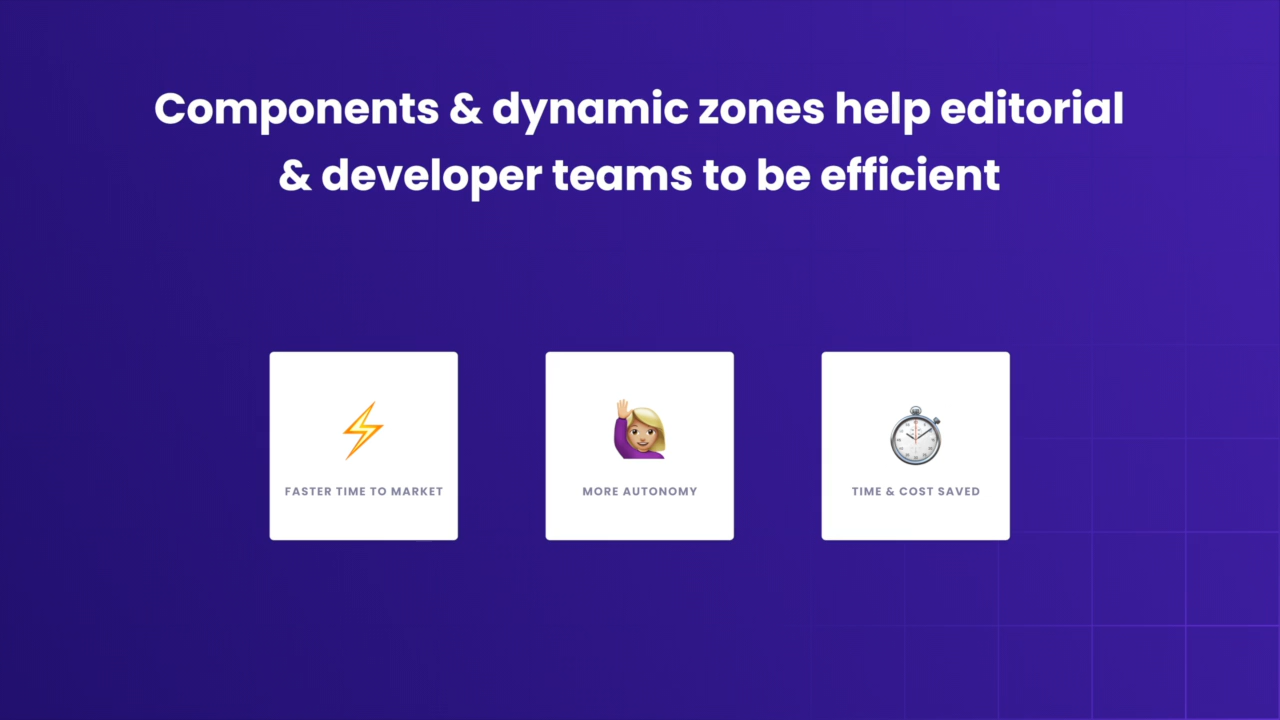 Components & dynamic zones help editorial
& developer teams to be efficient
FASTER TIME TO MARKET
MORE AUTONOMY
TIME & COST SAVED